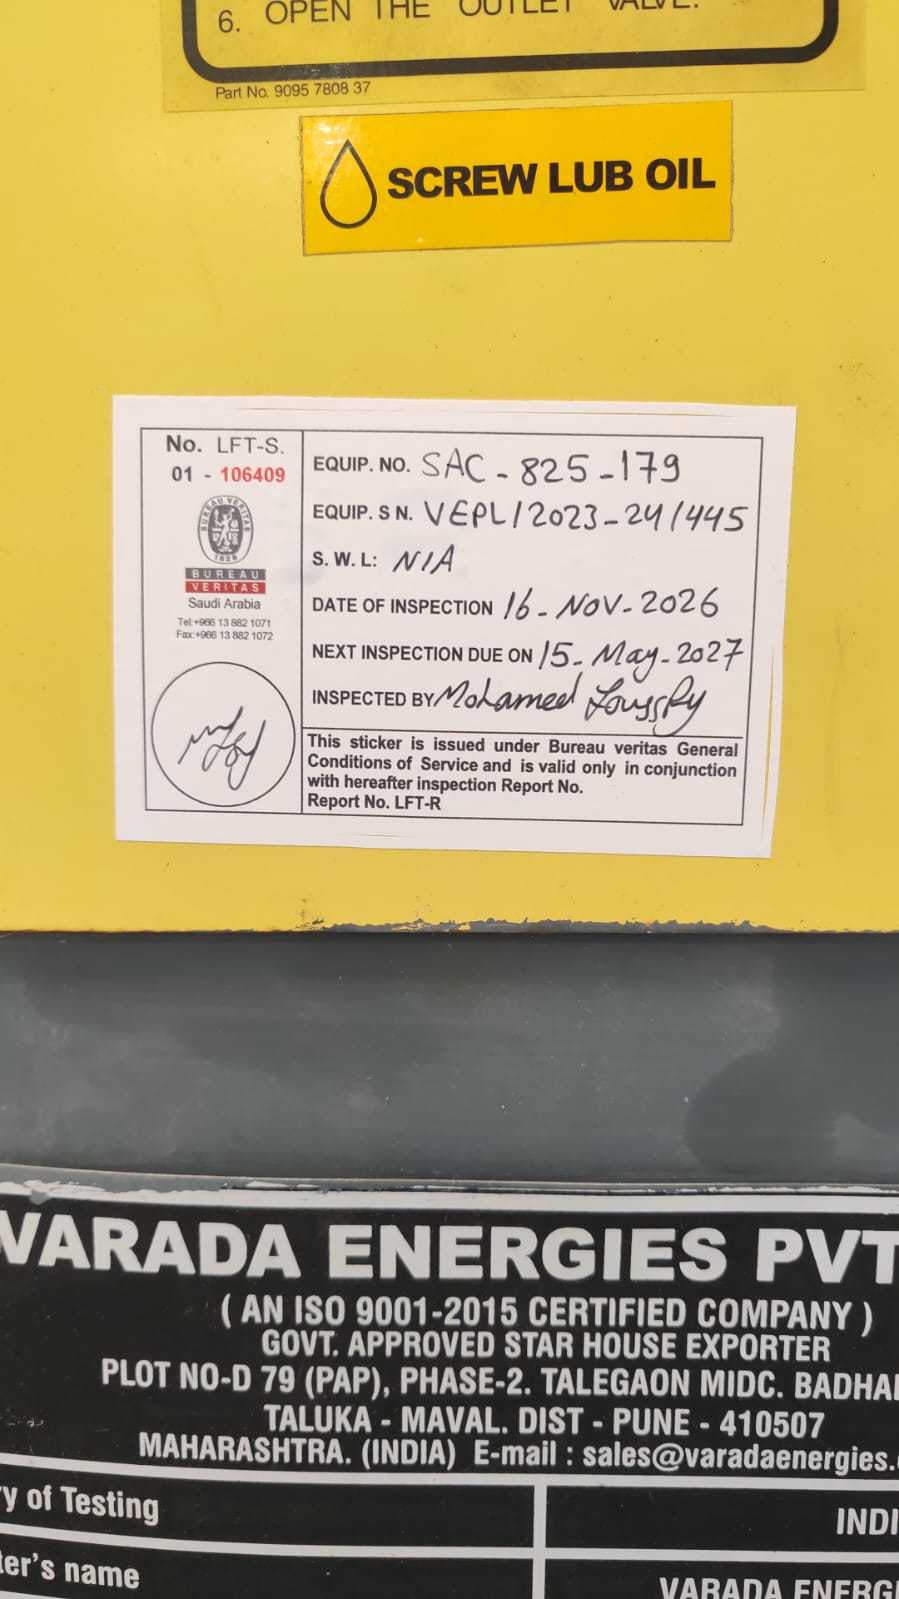 6. OPEN THE OUTLET VALVE.
Part No. 9095 7808 37
SCREW LUB OIL
No. LFT-S.
01 - 106409
BUREAU VERITAS
1828
BUREAU
VERITAS
Saudi Arabia
Tel:+966 13 882 1071
Fax:+966 13 882 1072
EQUIP. NO. SAC - 825 - 179
EQUIP. S N. VEPL/2023-24/445
S. W. L: N/A
DATE OF INSPECTION 16 - NOV - 2026
NEXT INSPECTION DUE ON 15 - May - 2027
INSPECTED BY Mohameed
This sticker is issued under Bureau veritas General
Conditions of Service and is valid only in conjunction
with hereafter inspection Report No.
Report No. LFT-R
VARADA ENERGIES PVT
( AN ISO 9001-2015 CERTIFIED COMPANY )
GOVT. APPROVED STAR HOUSE EXPORTER
PLOT NO-D 79 (PAP), PHASE-2. TALEGAON MIDC. BADHA
TALUKA - MAVAL. DIST - PUNE - 410507
MAHARASHTRA. (INDIA) E-mail : sales@varadaenergies.
y of Testing INDI
ter's name VARADA ENERG